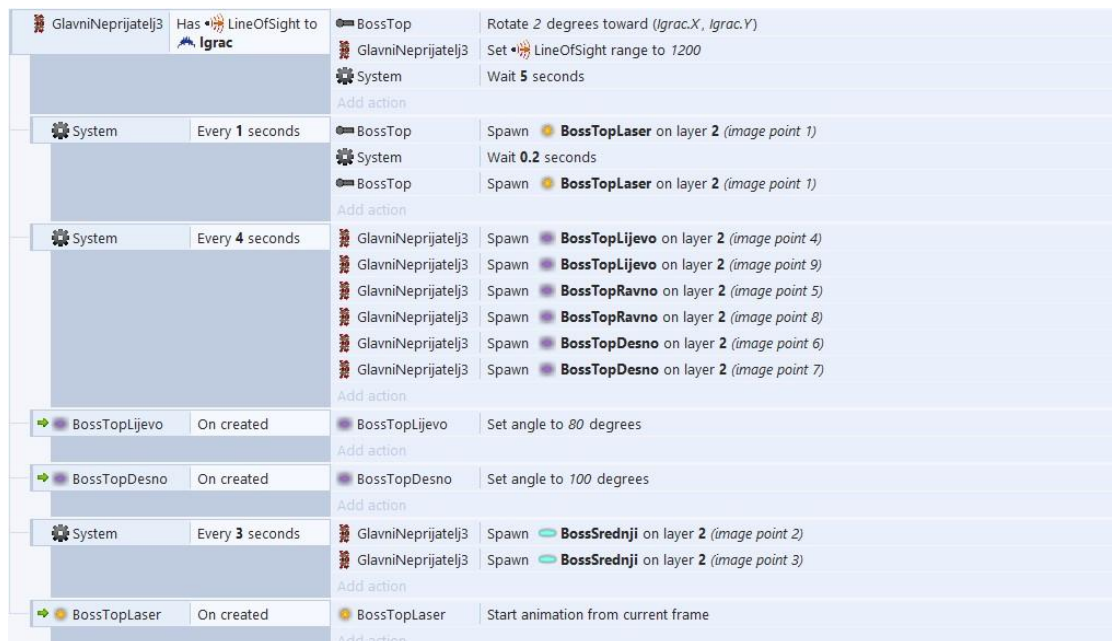 GlavniNeprijatelj3 Has LineOfSight to Igrac BossTop Rotate 2 degrees toward (Igrac.X, Igrac.Y)
GlavniNeprijatelj3 Set LineOfSight range to 1200
System Wait 5 seconds
Add action
System Every 1 seconds BossTop Spawn BossTopLaser on layer 2 (image point 1)
System Wait 0.2 seconds
BossTop Spawn BossTopLaser on layer 2 (image point 1)
Add action
System Every 4 seconds GlavniNeprijatelj3 Spawn BossTopLijevo on layer 2 (image point 4)
GlavniNeprijatelj3 Spawn BossTopLijevo on layer 2 (image point 9)
GlavniNeprijatelj3 Spawn BossTopRavno on layer 2 (image point 5)
GlavniNeprijatelj3 Spawn BossTopRavno on layer 2 (image point 8)
GlavniNeprijatelj3 Spawn BossTopDesno on layer 2 (image point 6)
GlavniNeprijatelj3 Spawn BossTopDesno on layer 2 (image point 7)
Add action
BossTopLijevo On created BossTopLijevo Set angle to 80 degrees
Add action
BossTopDesno On created BossTopDesno Set angle to 100 degrees
Add action
System Every 3 seconds GlavniNeprijatelj3 Spawn BossSrednji on layer 2 (image point 2)
GlavniNeprijatelj3 Spawn BossSrednji on layer 2 (image point 3)
Add action
BossTopLaser On created BossTopLaser Start animation from current frame
Add action